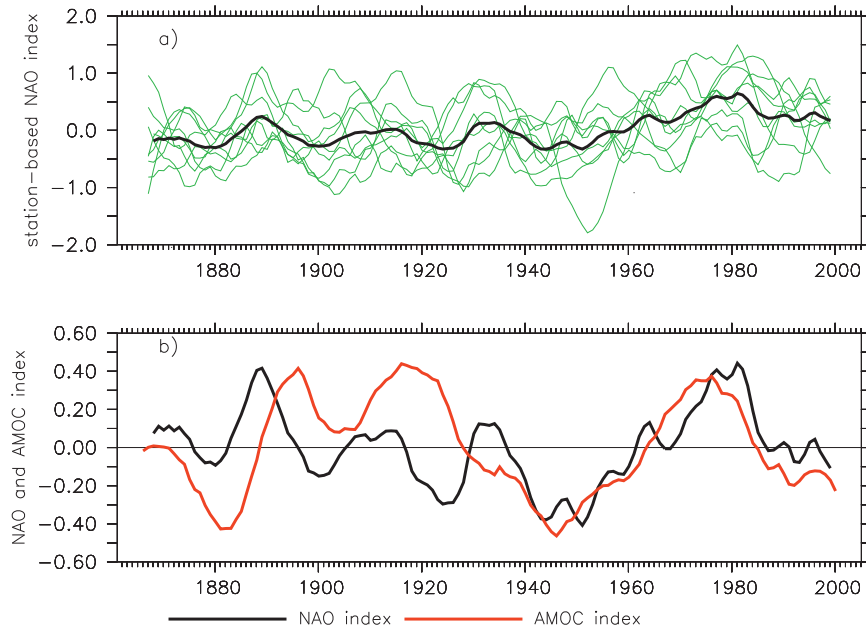 a)
station-based NAO index
2.0
1.0
0.0
−1.0
−2.0
1880 1900 1920 1940 1960 1980 2000
b)
NAO and AMOC index
0.60
0.40
0.20
0.00
−0.20
−0.40
−0.60
1880 1900 1920 1940 1960 1980 2000
NAO index AMOC index